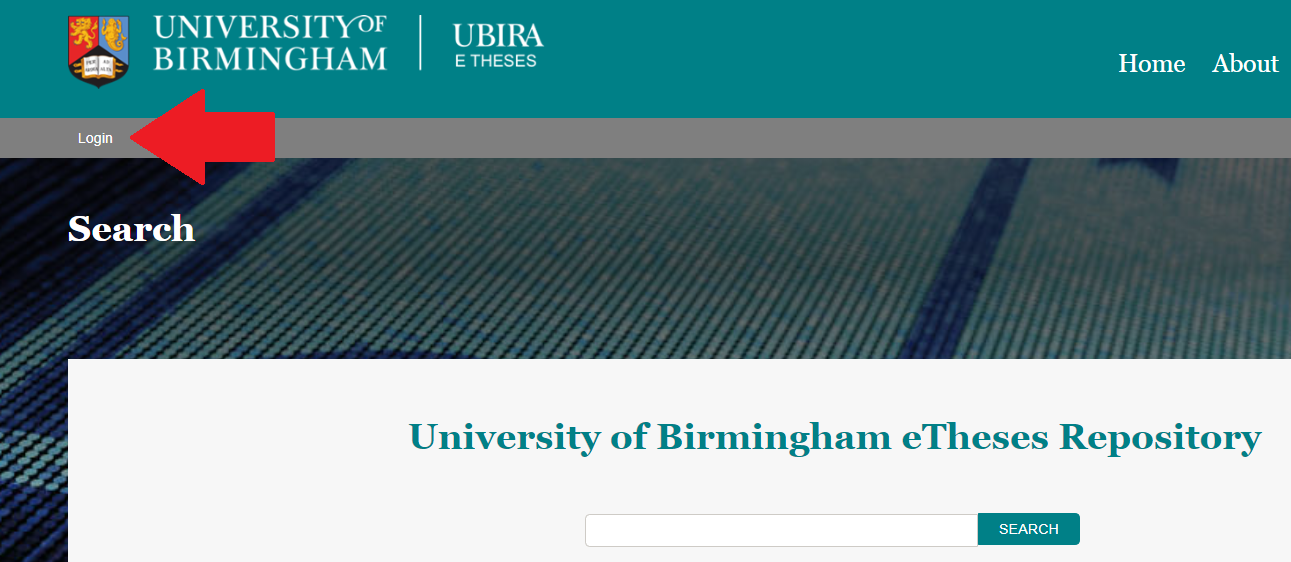 UNIVERSITY OF
BIRMINGHAM
UBIRA
E THESES
Home About
Login
Search
University of Birmingham eTheses Repository
SEARCH